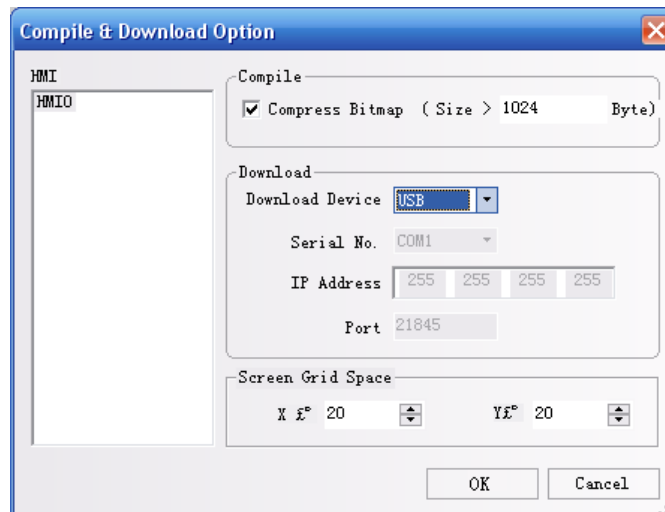 Compile & Download Option
HMI
HMI0
Compile
Compress Bitmap ( Size > 1024 Byte)
Download
Download Device USB
Serial No. COM1
IP Address 255 255 255 255
Port 21845
Screen Grid Space
X £° 20 Y£° 20
OK Cancel